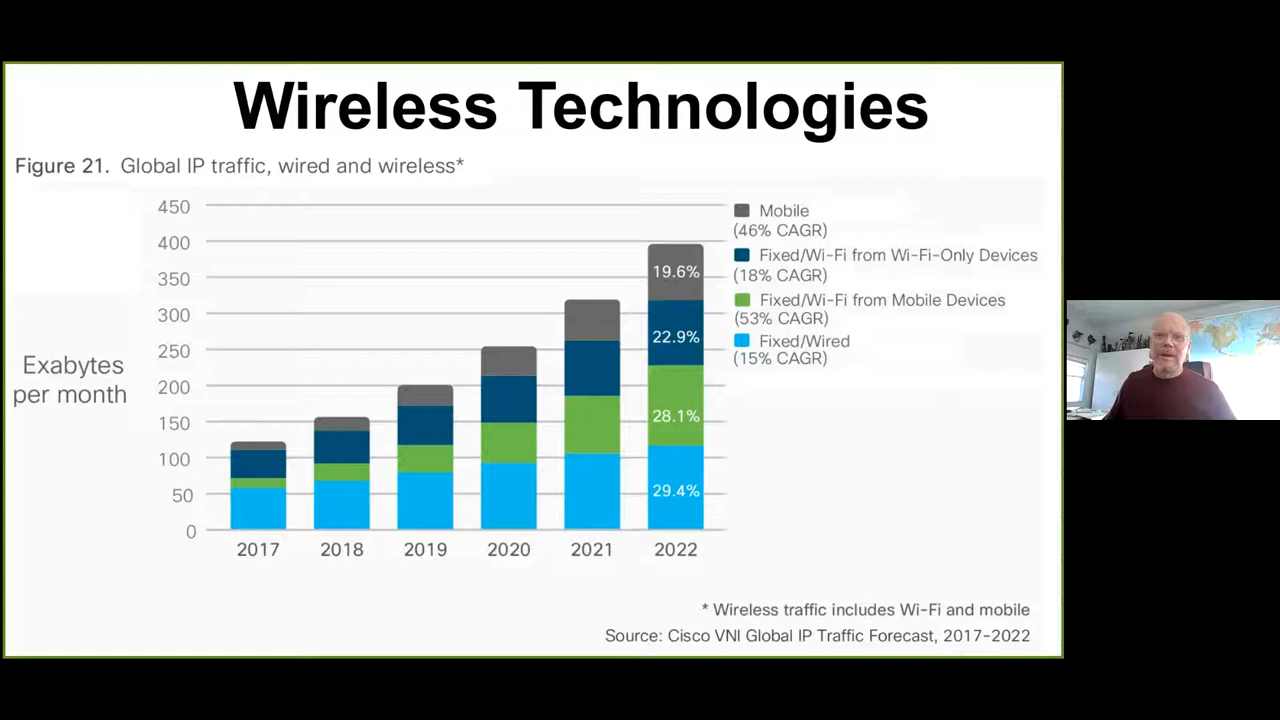 Wireless Technologies
Figure 21. Global IP traffic, wired and wireless*
Exabytes
per month
450
400
350
300
250
200
150
100
50
0
19.6%
22.9%
28.1%
29.4%
2017 2018 2019 2020 2021 2022
Mobile
(46% CAGR)
Fixed/Wi-Fi from Wi-Fi-Only Devices
(18% CAGR)
Fixed/Wi-Fi from Mobile Devices
(53% CAGR)
Fixed/Wired
(15% CAGR)
* Wireless traffic includes Wi-Fi and mobile
Source: Cisco VNI Global IP Traffic Forecast, 2017-2022